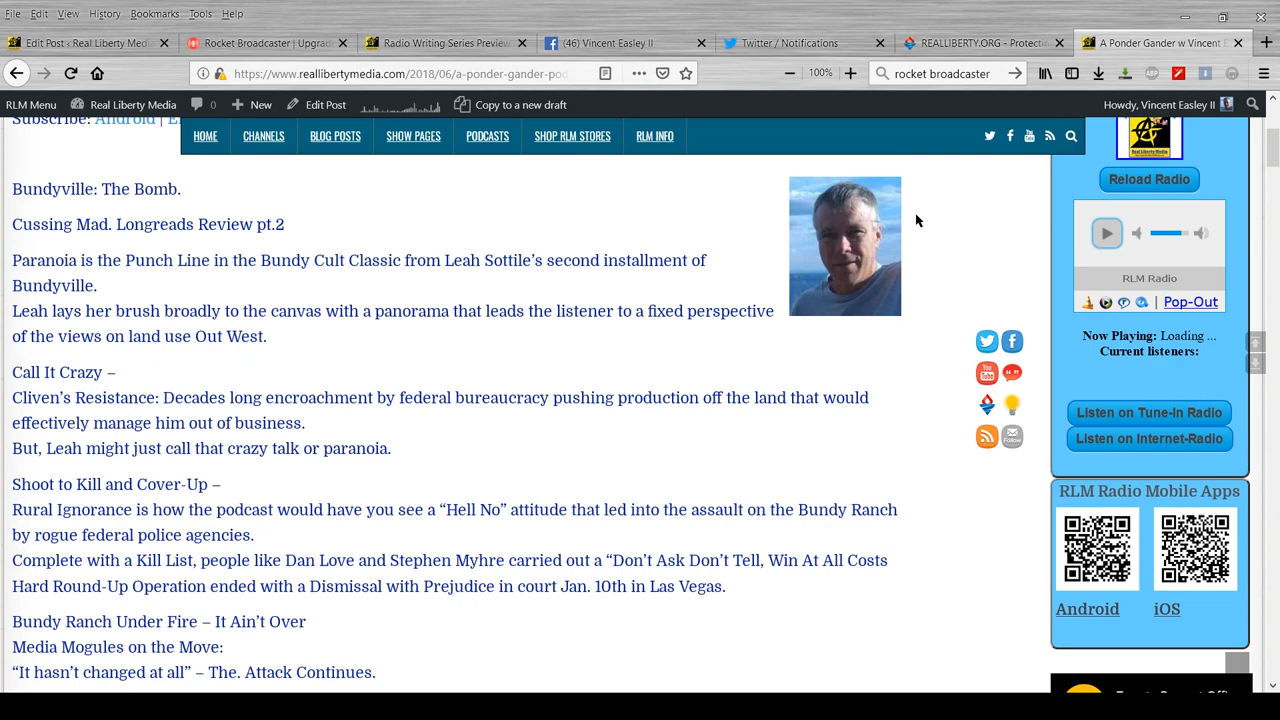 File Edit View History Bookmarks Tools Help
Edit Post ‹ Real Liberty Medi
Rocket Broadcaster | Upgra
Radio Writing Series Preview
(46) Vincent Easley II
Twitter / Notifications
REALLIBERTY.ORG - Protectin
A Ponder Gander w Vincent E
https://www.reallibertymedia.com/2018/06/a-ponder-gander-pod
100%
rocket broadcaster
RLM Menu Real Liberty Media 0 New Edit Post Copy to a new draft Howdy, Vincent Easley II
Subscribe: Android | E
HOME CHANNELS BLOG POSTS SHOW PAGES PODCASTS SHOP RLM STORES RLM INFO
Bundyville: The Bomb.
Cussing Mad. Longreads Review pt.2
Paranoia is the Punch Line in the Bundy Cult Classic from Leah Sottile’s second installment of
Bundyville.
Leah lays her brush broadly to the canvas with a panorama that leads the listener to a fixed perspective
of the views on land use Out West.
Call It Crazy –
Cliven’s Resistance: Decades long encroachment by federal bureaucracy pushing production off the land that would
effectively manage him out of business.
But, Leah might just call that crazy talk or paranoia.
Shoot to Kill and Cover-Up –
Rural Ignorance is how the podcast would have you see a “Hell No” attitude that led into the assault on the Bundy Ranch
by rogue federal police agencies.
Complete with a Kill List, people like Dan Love and Stephen Myhre carried out a “Don’t Ask Don’t Tell, Win At All Costs
Hard Round-Up Operation ended with a Dismissal with Prejudice in court Jan. 10th in Las Vegas.
Bundy Ranch Under Fire – It Ain’t Over
Media Mogules on the Move:
“It hasn’t changed at all” – The. Attack Continues.
Real Liberty Media
Reload Radio
RLM Radio
| Pop-Out
Now Playing: Loading ...
Current listeners:
Listen on Tune-In Radio
Listen on Internet-Radio
RLM Radio Mobile Apps
Android iOS
You
Tube
Follow
ABP